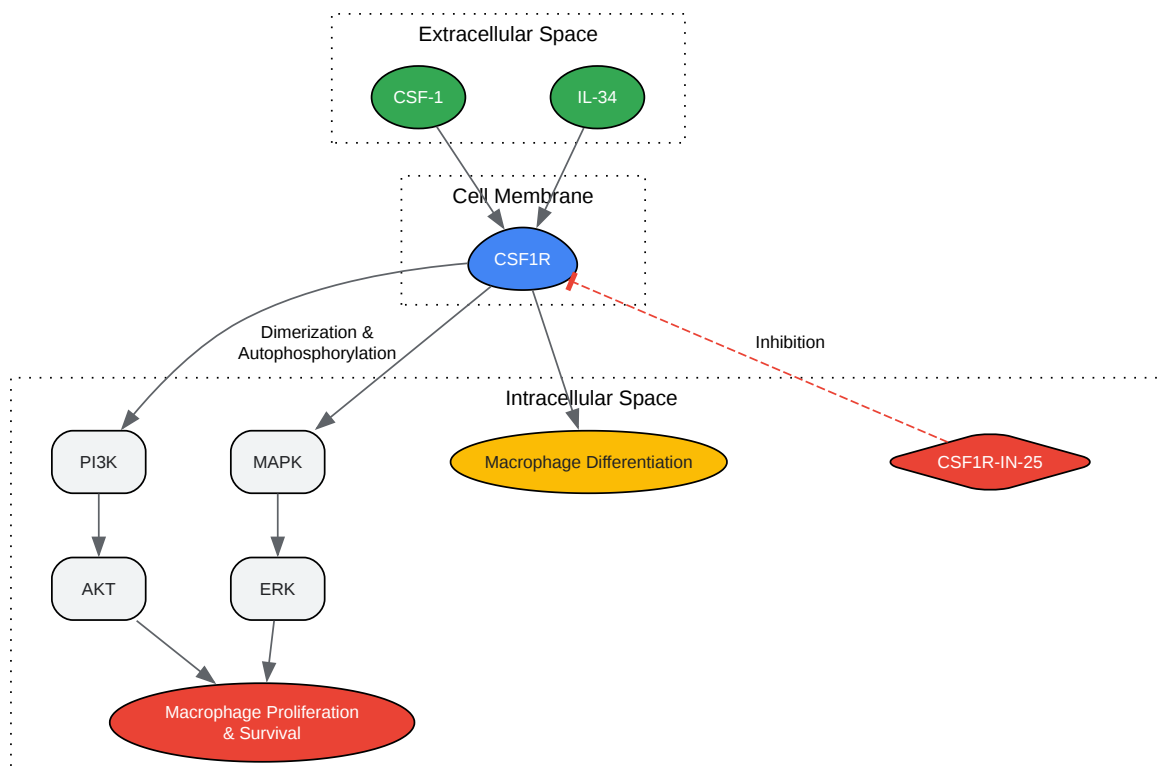 Extracellular Space
CSF-1
IL-34
Cell Membrane
CSF1R
Dimerization &
Autophosphorylation
Inhibition
Intracellular Space
PI3K
MAPK
Macrophage Differentiation
CSF1R-IN-25
AKT
ERK
Macrophage Proliferation
& Survival